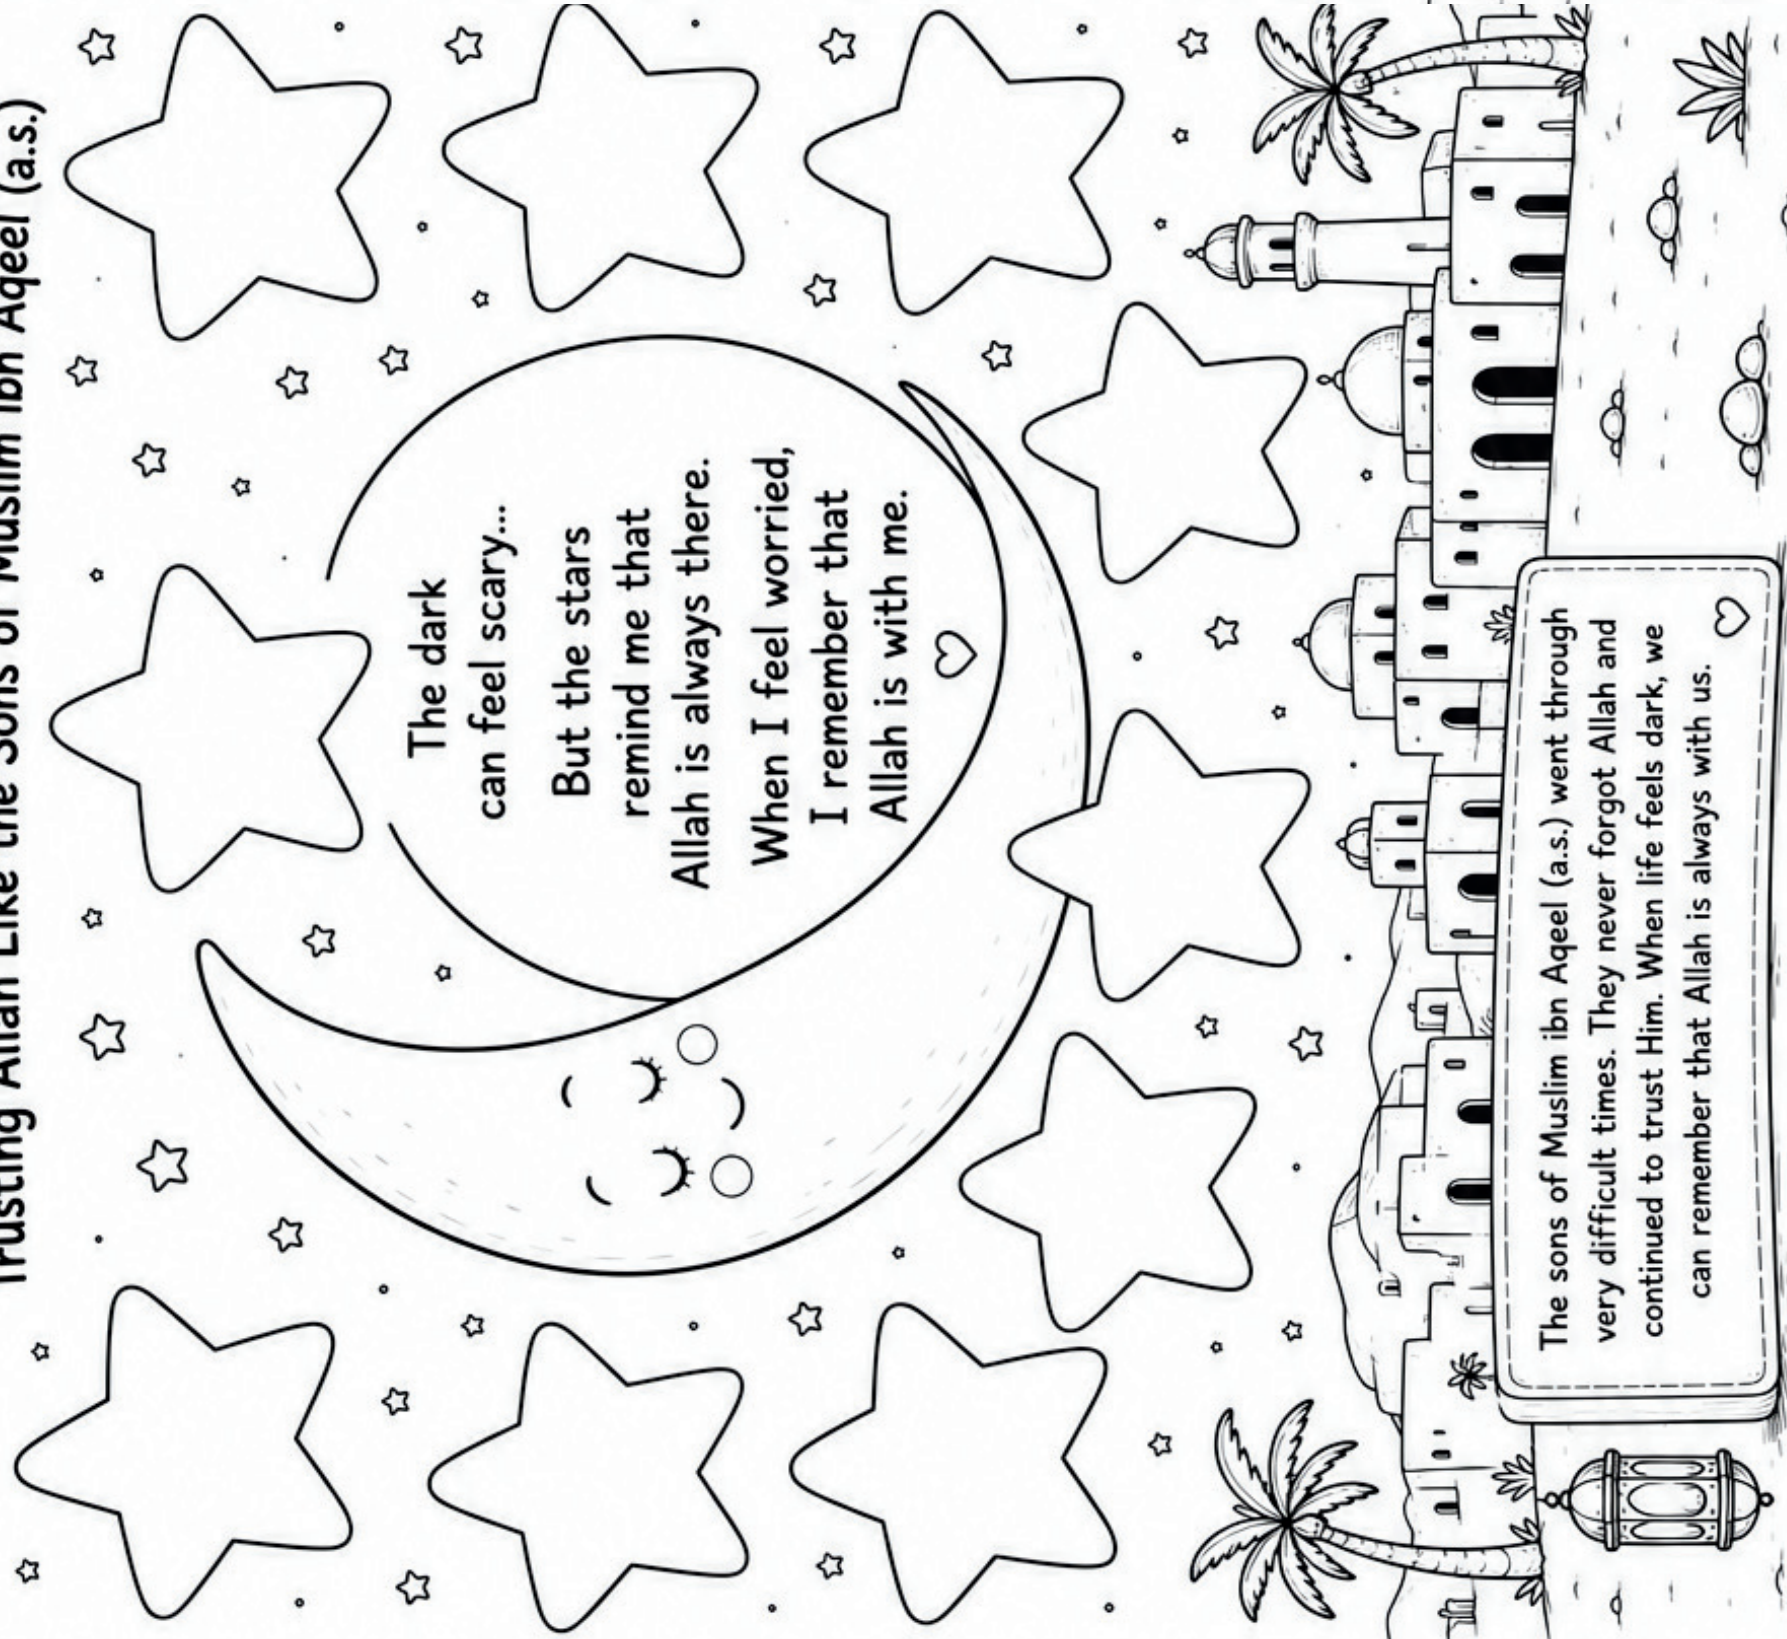 Trusting Allah Like the Sons of Muslim ibn Aqeel (a.s.)
The dark
can feel scary...
But the stars
remind me that
Allah is always there.
When I feel worried,
I remember that
Allah is with me.
The sons of Muslim ibn Aqeel (a.s.) went through
very difficult times. They never forgot Allah and
continued to trust Him. When life feels dark, we
can remember that Allah is always with us.